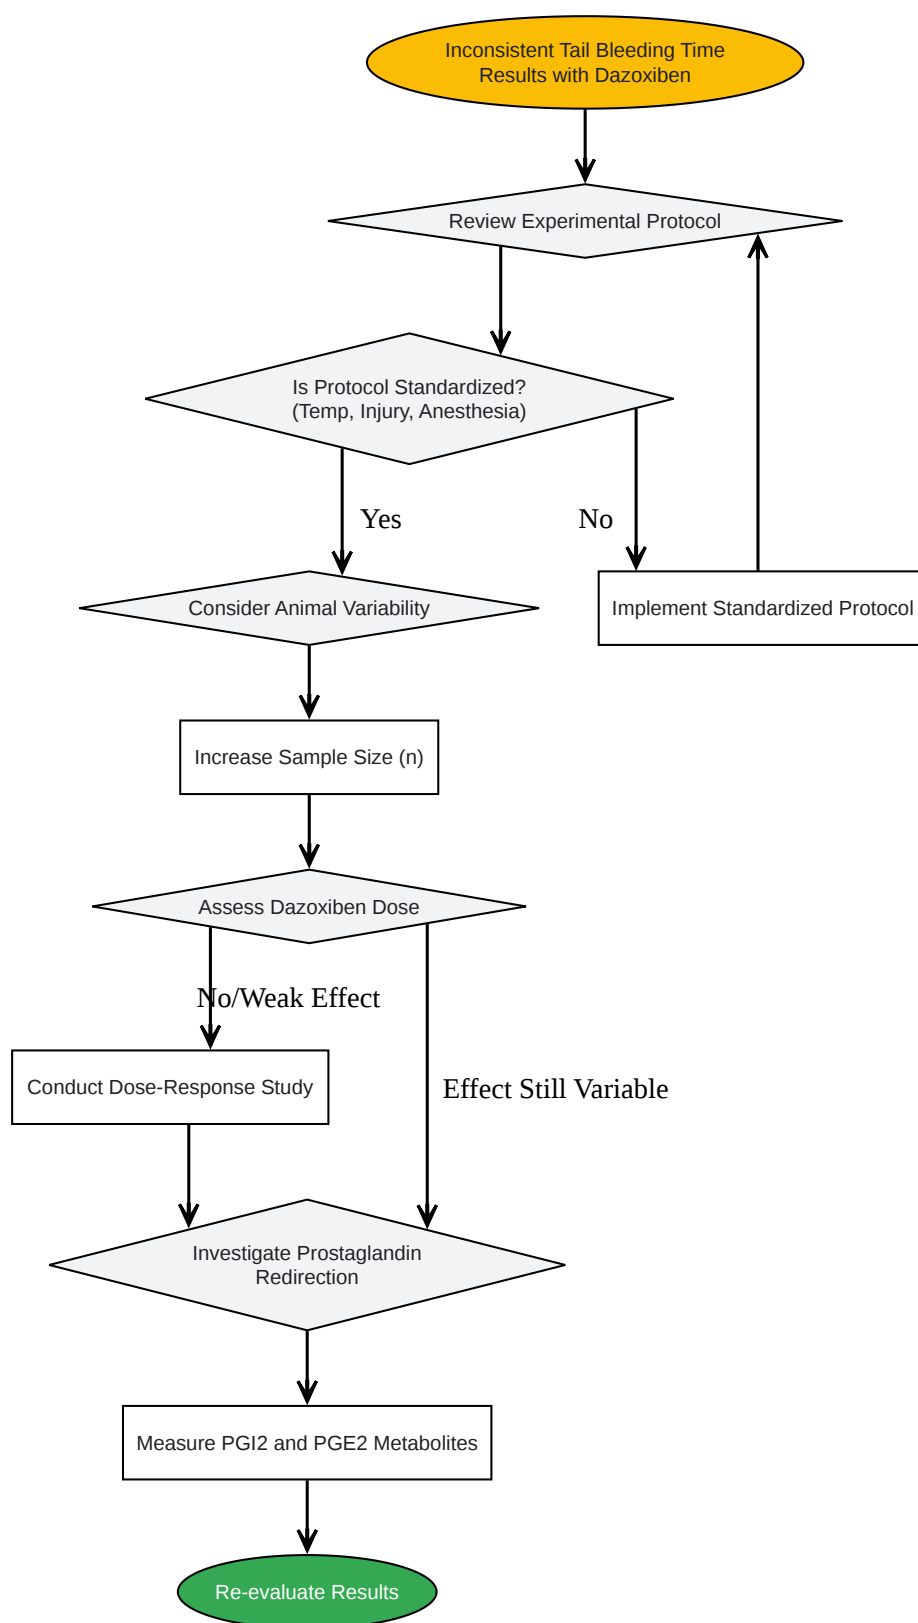 Inconsistent Tail Bleeding Time
Results with Dazoxiben
Review Experimental Protocol
Is Protocol Standardized?
(Temp, Injury, Anesthesia)
Yes
No
Consider Animal Variability
Implement Standardized Protocol
Increase Sample Size (n)
Assess Dazoxiben Dose
No/Weak Effect
Conduct Dose-Response Study
Effect Still Variable
Investigate Prostaglandin
Redirection
Measure PGI2 and PGE2 Metabolites
Re-evaluate Results